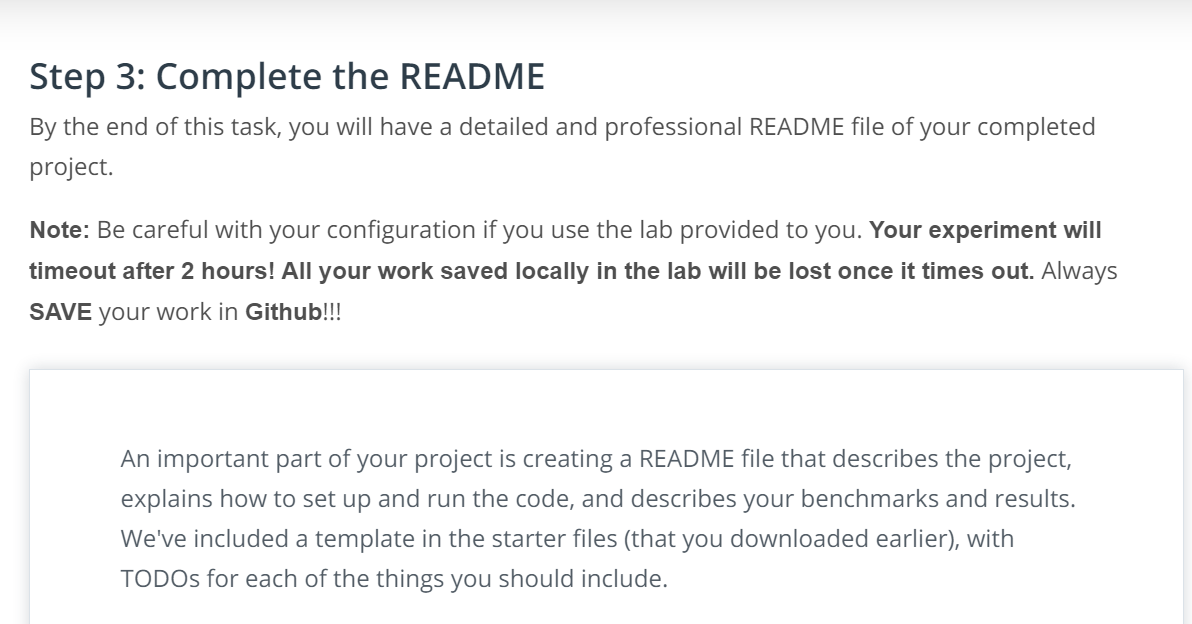 Step 3: Complete the README
By the end of this task, you will have a detailed and professional README file of your completed
project.
Note: Be careful with your configuration if you use the lab provided to you. Your experiment will
timeout after 2 hours! All your work saved locally in the lab will be lost once it times out. Always
SAVE your work in Github!!!
An important part of your project is creating a README file that describes the project,
explains how to set up and run the code, and describes your benchmarks and results.
We've included a template in the starter files (that you downloaded earlier), with
TODOs for each of the things you should include.